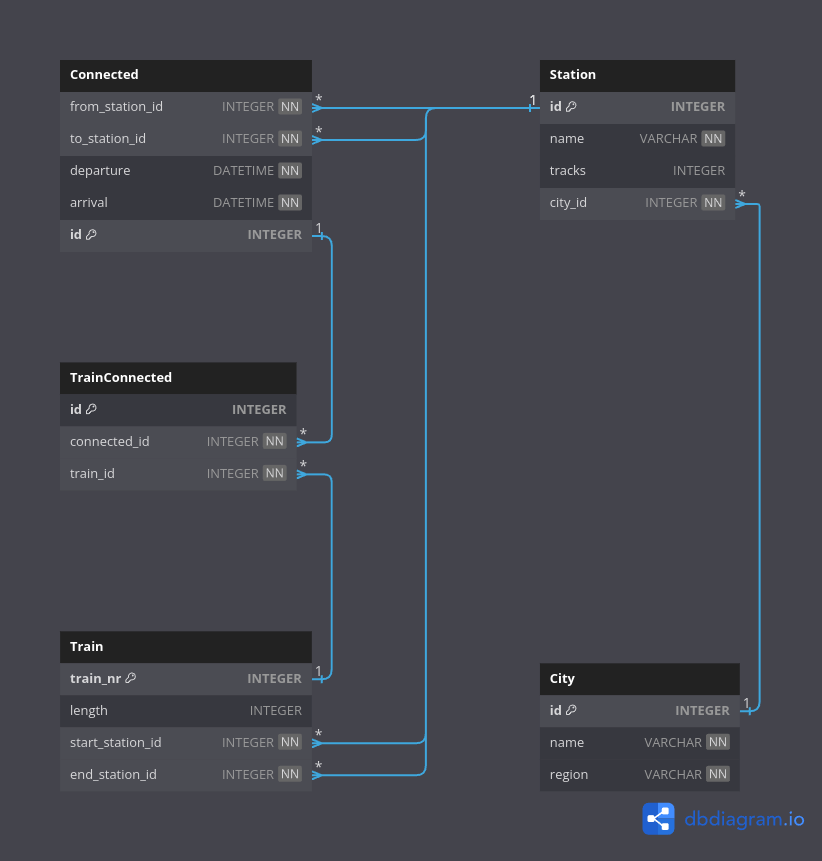 Connected
from_station_id INTEGER NN *
to_station_id INTEGER NN *
departure DATETIME NN
arrival DATETIME NN
id INTEGER 1
Station
1 id INTEGER
name VARCHAR NN
tracks INTEGER
city_id INTEGER NN *
TrainConnected
id INTEGER
connected_id INTEGER NN *
train_id INTEGER NN *
Train
train_nr INTEGER 1
length INTEGER
start_station_id INTEGER NN *
end_station_id INTEGER NN *
City
id INTEGER 1
name VARCHAR NN
region VARCHAR NN
dbdiagram.io